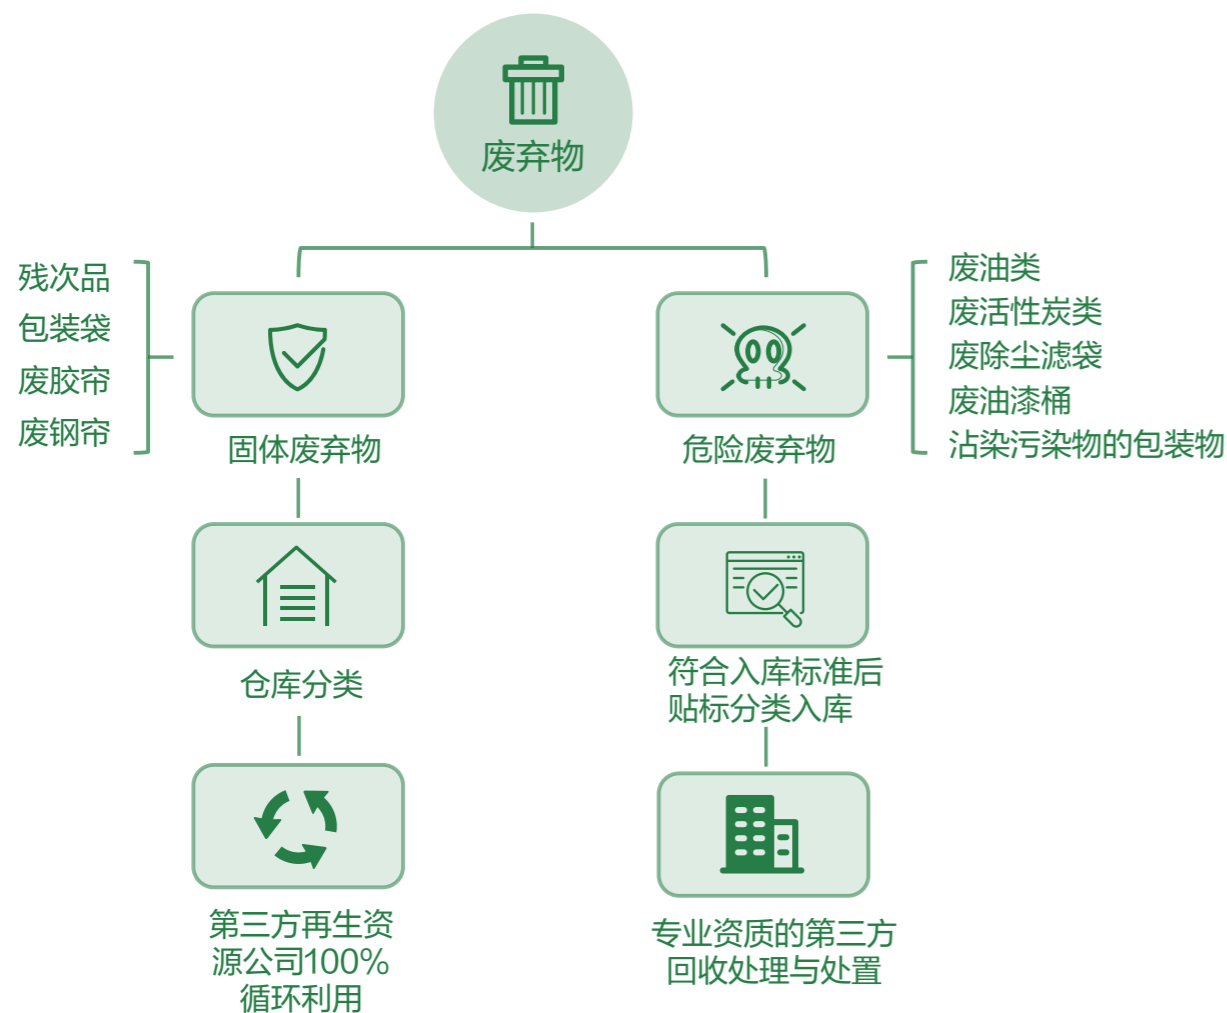 废弃物
残次品
包装袋
废胶帘
废钢帘
固体废弃物
仓库分类
第三方再生资
源公司100%
循环利用
废油类
废活性炭类
废除尘滤袋
废油漆桶
沾染污染物的包装物
危险废弃物
符合入库标准后
贴标分类入库
专业资质的第三方
回收处理与处置